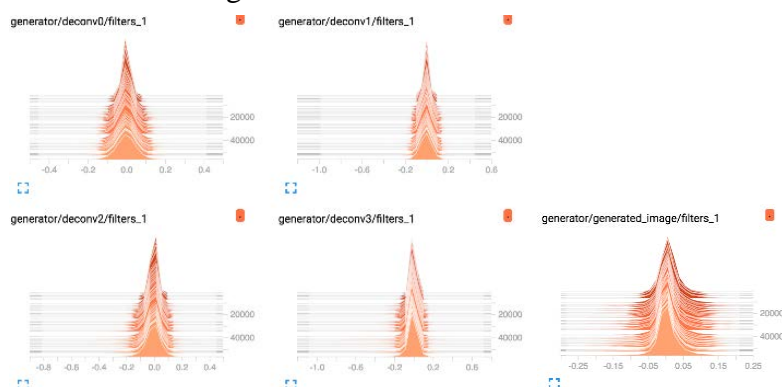 generator/deconv0/filters_1
20000
40000
-0.4 -0.2 0.0 0.2 0.4
generator/deconv1/filters_1
20000
40000
-1.0 -0.6 -0.2 0.2 0.6
generator/deconv2/filters_1
20000
40000
-0.8 -0.6 -0.4 -0.2 0.0 0.2 0.4
generator/deconv3/filters_1
20000
40000
-1.0 -0.6 -0.2 0.2 0.6
generator/generated_image/filters_1
20000
40000
-0.25 -0.15 -0.05 0.05 0.15 0.25